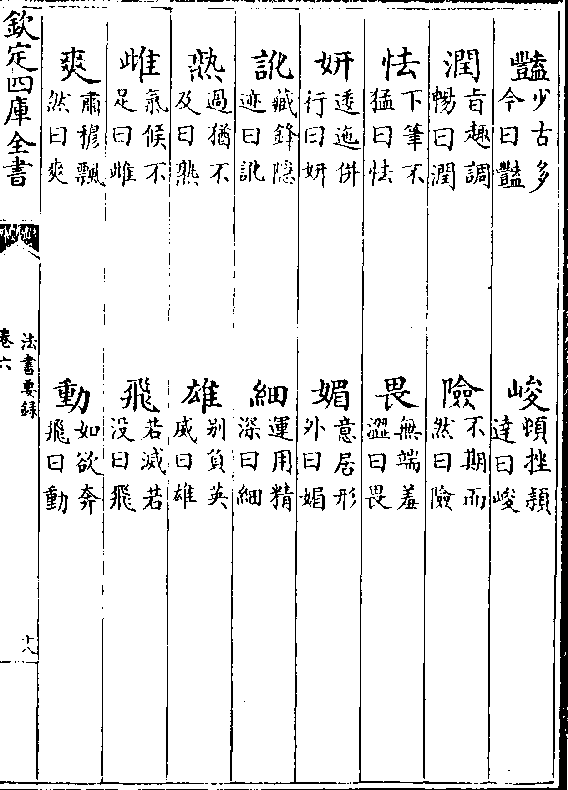 豔少古多今曰豔　峻頓挫頴達曰峻
潤旨趣調暢曰潤　險不期而然曰險
怯下筆不猛曰怯　畏無端羞澀曰畏
妍逶迤併行曰妍　媚意居形外曰媚
訛藏鋒隱迹曰訛　細運用精深曰細
熟過猶不及曰熟　雄别負英威曰雄
雌氣候不足曰雌　飛若滅若没曰飛
爽肅穆飄然曰爽　動如欲奔飛曰動
欽定四庫全書
法書要録
卷六
十八